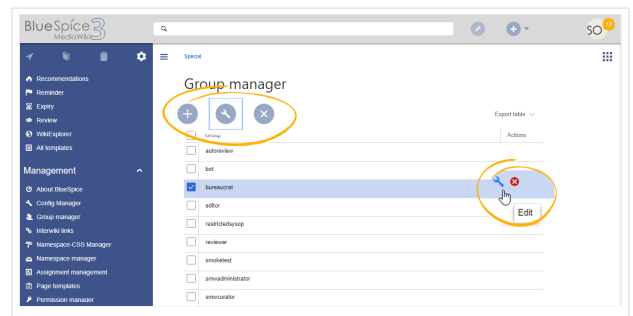 BlueSpice 3
MediaWiki
SO
12
Special
Recommendations
Reminder
Expiry
Review
WikiExplorer
All templates
Management
About BlueSpice
Config Manager
Group manager
Interwiki links
Namespace-CSS Manager
Namespace manager
Assignment management
Page templates
Permission manager
Group manager
Export table
Group
Actions
autoreview
bot
bureaucrat
Edit
editor
restrictedsysop
reviewer
smoketest
smwadministrator
smwcurator